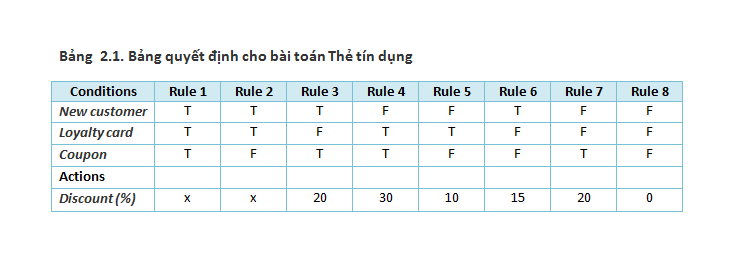 Bảng 2.1. Bảng quyết định cho bài toán Thẻ tín dụng
Conditions Rule 1 Rule 2 Rule 3 Rule 4 Rule 5 Rule 6 Rule 7 Rule 8
New customer T T T F F T F F
Loyalty card T T F T T F F F
Coupon T F T T F F T F
Actions
Discount (%) x x 20 30 10 15 20 0